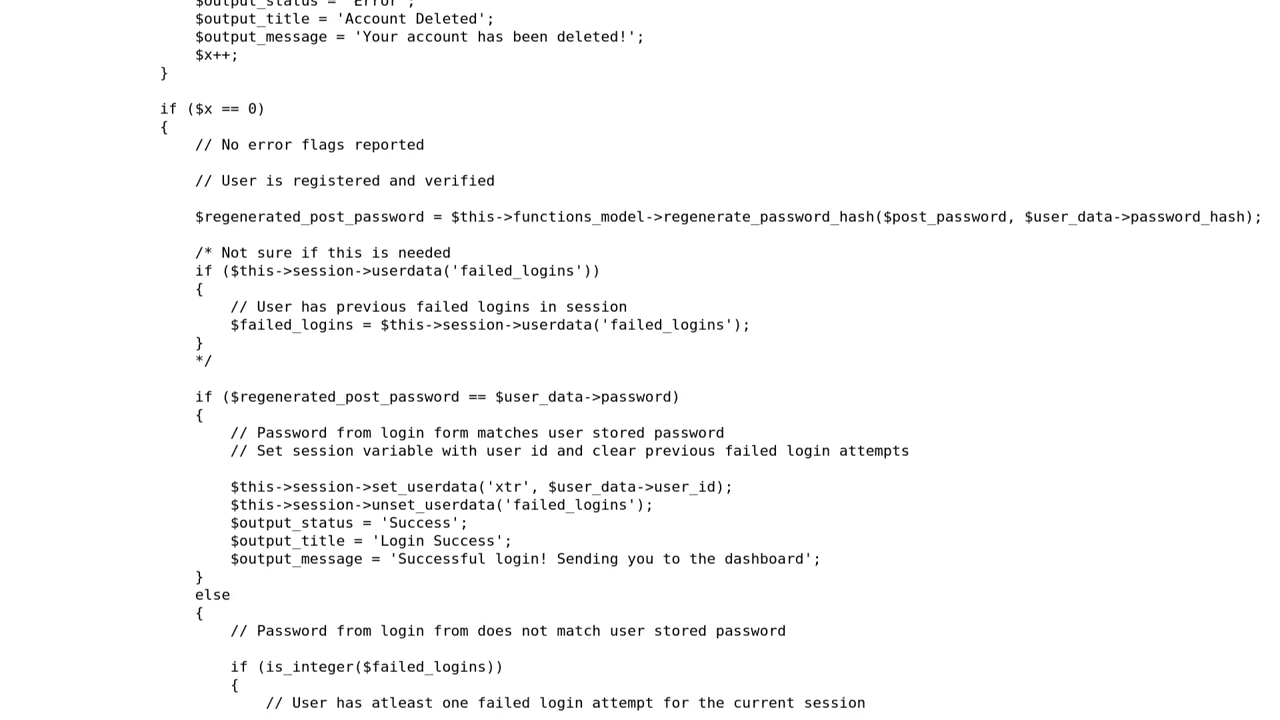 $output_status = 'Error';
$output_title = 'Account Deleted';
$output_message = 'Your account has been deleted!';
$x++;
}
if ($x == 0)
{
// No error flags reported
// User is registered and verified
$regenerated_post_password = $this->functions_model->regenerate_password_hash($post_password, $user_data->password_hash);
/* Not sure if this is needed
if ($this->session->userdata('failed_logins'))
{
// User has previous failed logins in session
$failed_logins = $this->session->userdata('failed_logins');
}
*/
if ($regenerated_post_password == $user_data->password)
{
// Password from login form matches user stored password
// Set session variable with user id and clear previous failed login attempts
$this->session->set_userdata('xtr', $user_data->user_id);
$this->session->unset_userdata('failed_logins');
$output_status = 'Success';
$output_title = 'Login Success';
$output_message = 'Successful login! Sending you to the dashboard';
}
else
{
// Password from login from does not match user stored password
if (is_integer($failed_logins))
{
// User has atleast one failed login attempt for the current session